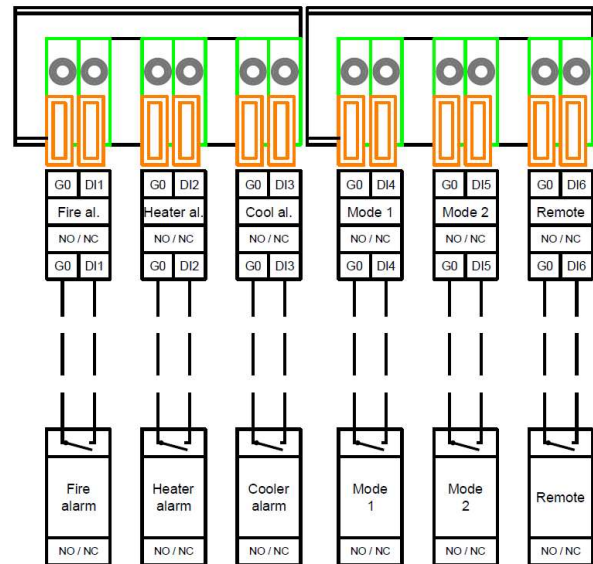 G0 DI1 G0 DI2 G0 DI3 G0 DI4 G0 DI5 G0 DI6
Fire al. Heater al. Cool al. Mode 1 Mode 2 Remote
NO / NC NO / NC NO / NC NO / NC NO / NC NO / NC
G0 DI1 G0 DI2 G0 DI3 G0 DI4 G0 DI5 G0 DI6
Fire
alarm
Heater
alarm
Cooler
alarm
Mode
1
Mode
2
Remote
NO / NC NO / NC NO / NC NO / NC NO / NC NO / NC